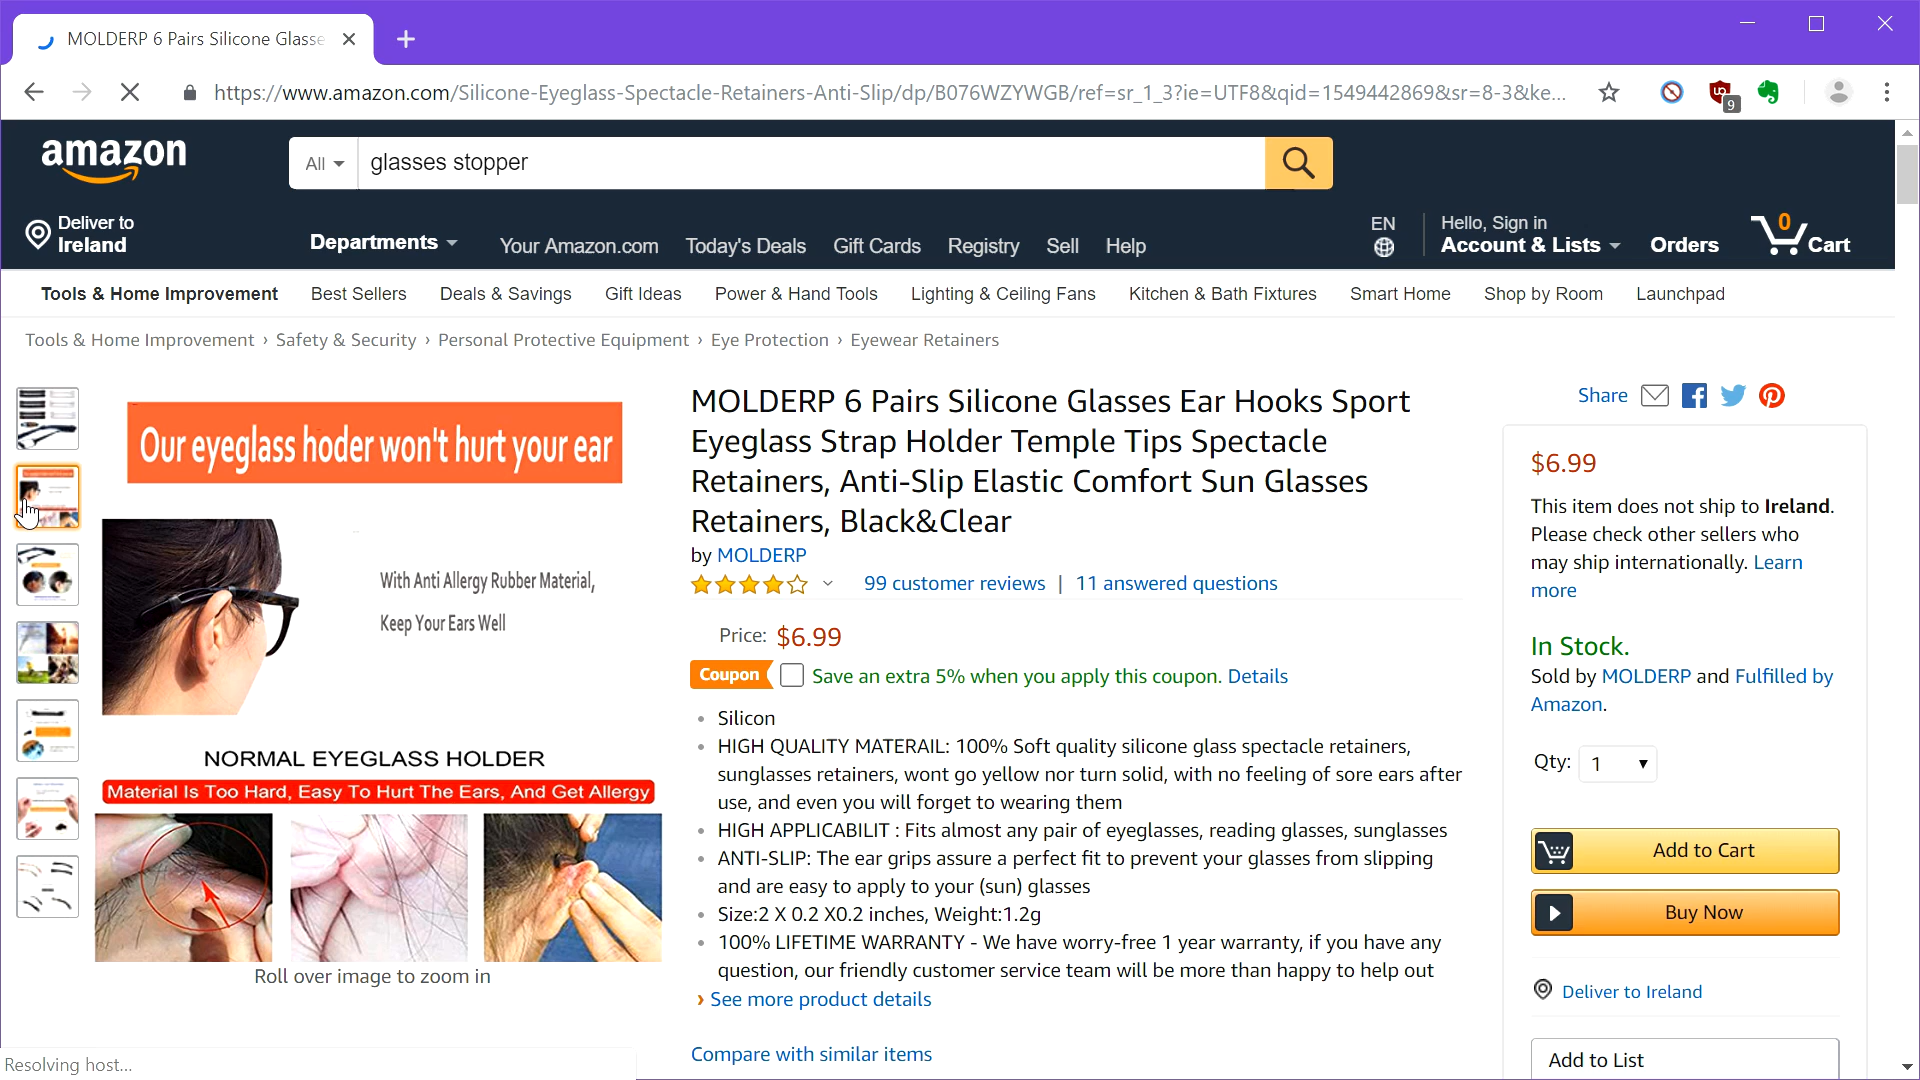 MOLDERP 6 Pairs Silicone Glasse
https://www.amazon.com/Silicone-Eyeglass-Spectacle-Retainers-Anti-Slip/dp/B076WZYWGB/ref=sr_1_3?ie=UTF8&qid=1549442869&sr=8-3&ke...
9
amazon
All
glasses stopper
Deliver to
Ireland
Departments
Your Amazon.com
Today's Deals
Gift Cards
Registry
Sell
Help
EN
Hello, Sign in
Account & Lists
Orders
0
Cart
Tools & Home Improvement
Best Sellers
Deals & Savings
Gift Ideas
Power & Hand Tools
Lighting & Ceiling Fans
Kitchen & Bath Fixtures
Smart Home
Shop by Room
Launchpad
Tools & Home Improvement › Safety & Security › Personal Protective Equipment › Eye Protection › Eyewear Retainers
Our eyeglass hoder won't hurt your ear
With Anti Allergy Rubber Material,
Keep Your Ears Well
NORMAL EYEGLASS HOLDER
Material Is Too Hard, Easy To Hurt The Ears, And Get Allergy
Roll over image to zoom in
MOLDERP 6 Pairs Silicone Glasses Ear Hooks Sport
Eyeglass Strap Holder Temple Tips Spectacle
Retainers, Anti-Slip Elastic Comfort Sun Glasses
Retainers, Black&Clear
by MOLDERP
99 customer reviews | 11 answered questions
Price: $6.99
Coupon
Save an extra 5% when you apply this coupon. Details
• Silicon
• HIGH QUALITY MATERAIL: 100% Soft quality silicone glass spectacle retainers,
sunglasses retainers, wont go yellow nor turn solid, with no feeling of sore ears after
use, and even you will forget to wearing them
• HIGH APPLICABILIT : Fits almost any pair of eyeglasses, reading glasses, sunglasses
• ANTI-SLIP: The ear grips assure a perfect fit to prevent your glasses from slipping
and are easy to apply to your (sun) glasses
• Size:2 X 0.2 X0.2 inches, Weight:1.2g
• 100% LIFETIME WARRANTY - We have worry-free 1 year warranty, if you have any
question, our friendly customer service team will be more than happy to help out
› See more product details
Compare with similar items
Share
$6.99
This item does not ship to Ireland.
Please check other sellers who
may ship internationally. Learn
more
In Stock.
Sold by MOLDERP and Fulfilled by
Amazon.
Qty: 1
Add to Cart
Buy Now
Deliver to Ireland
Add to List
Resolving host...